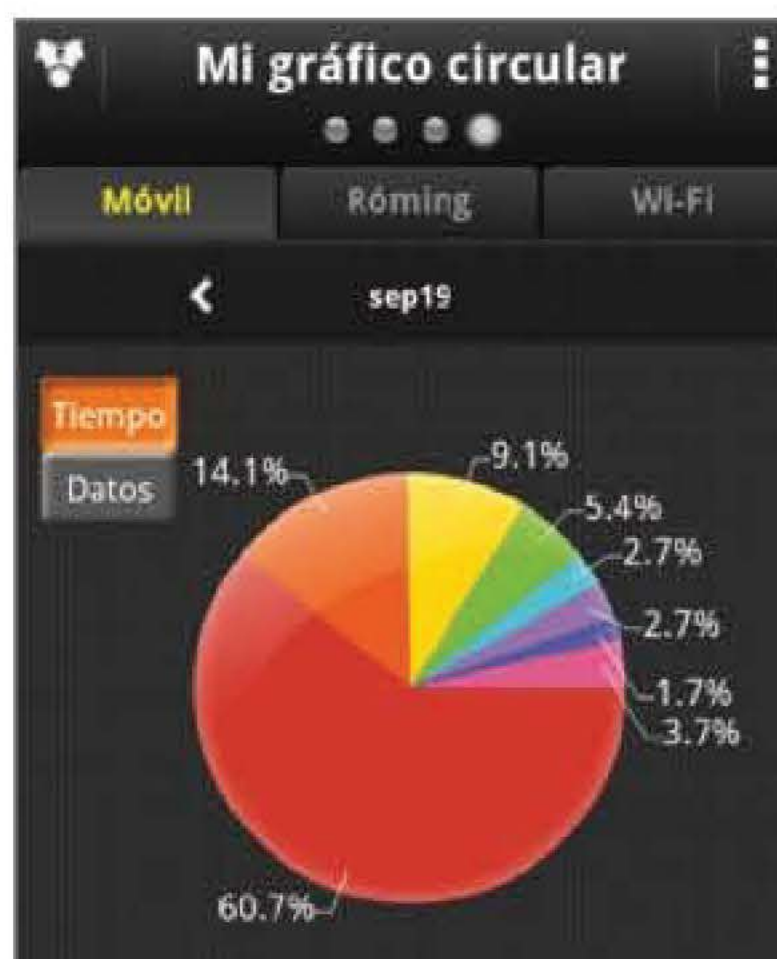 Mi gráfico circular
Móvil Róming Wi-Fi
sep19
Tiempo
Datos
14.1%
9.1%
5.4%
2.7%
2.7%
1.7%
3.7%
60.7%